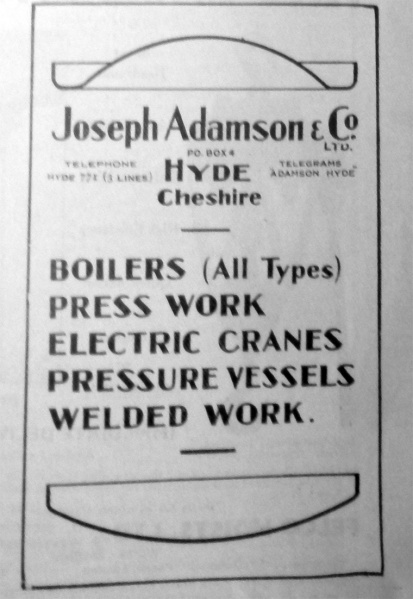 Joseph Adamson & Co.
LTD.
P.O. BOX 4
TELEPHONE
HYDE 771 (3 LINES)
HYDE
TELEGRAMS
"ADAMSON HYDE"
Cheshire
BOILERS (All Types)
PRESS WORK
ELECTRIC CRANES
PRESSURE VESSELS
WELDED WORK.